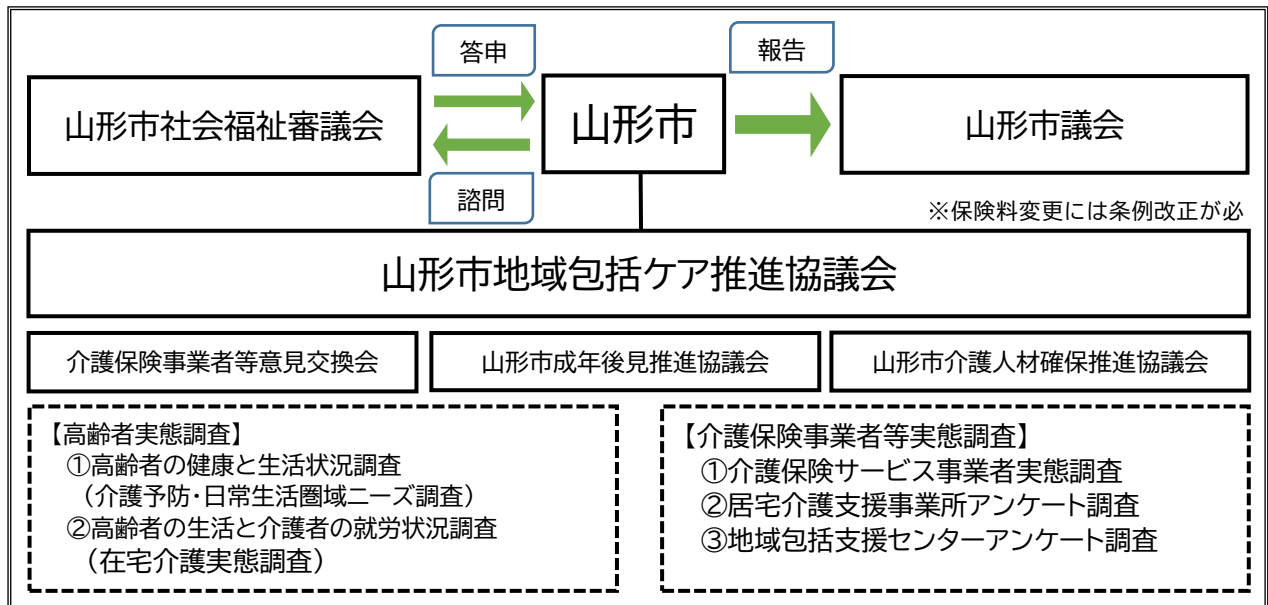 答申
報告
山形市社会福祉審議会
山形市
山形市議会
諮問
※保険料変更には条例改正が必
山形市地域包括ケア推進協議会
介護保険事業者等意見交換会
山形市成年後見推進協議会
山形市介護人材確保推進協議会
【高齢者実態調査】
①高齢者の健康と生活状況調査
（介護予防・日常生活圏域ニーズ調査）
②高齢者の生活と介護者の就労状況調査
（在宅介護実態調査）
【介護保険事業者等実態調査】
①介護保険サービス事業者実態調査
②居宅介護支援事業所アンケート調査
③地域包括支援センターアンケート調査